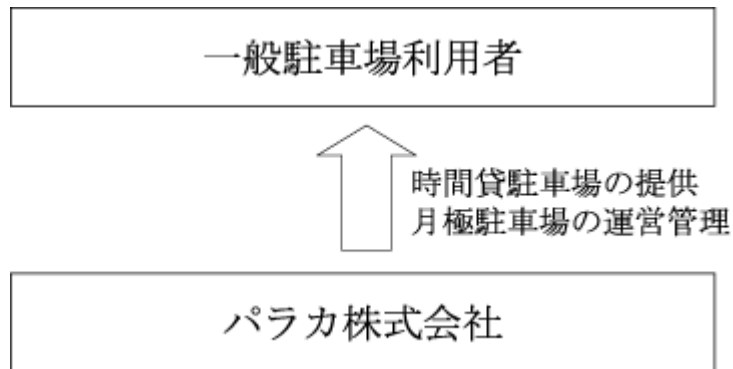 一般駐車場利用者
時間貸駐車場の提供
月極駐車場の運営管理
パラカ株式会社